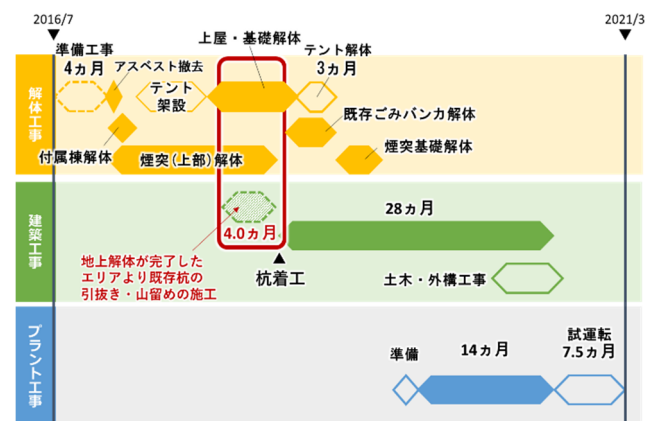 2016/7
2021/3
解体工事
準備工事
4ヵ月
アスベスト撤去
テント
架設
上屋・基礎解体
テント解体
3ヵ月
既存ごみバンカ解体
付属棟解体
煙突(上部)解体
煙突基礎解体
建築工事
4.0ヵ月
28ヵ月
地上解体が完了した
エリアより既存杭の
引抜き・山留めの施工
杭着工
土木・外構工事
プラント工事
準備
14ヵ月
試運転
7.5ヵ月